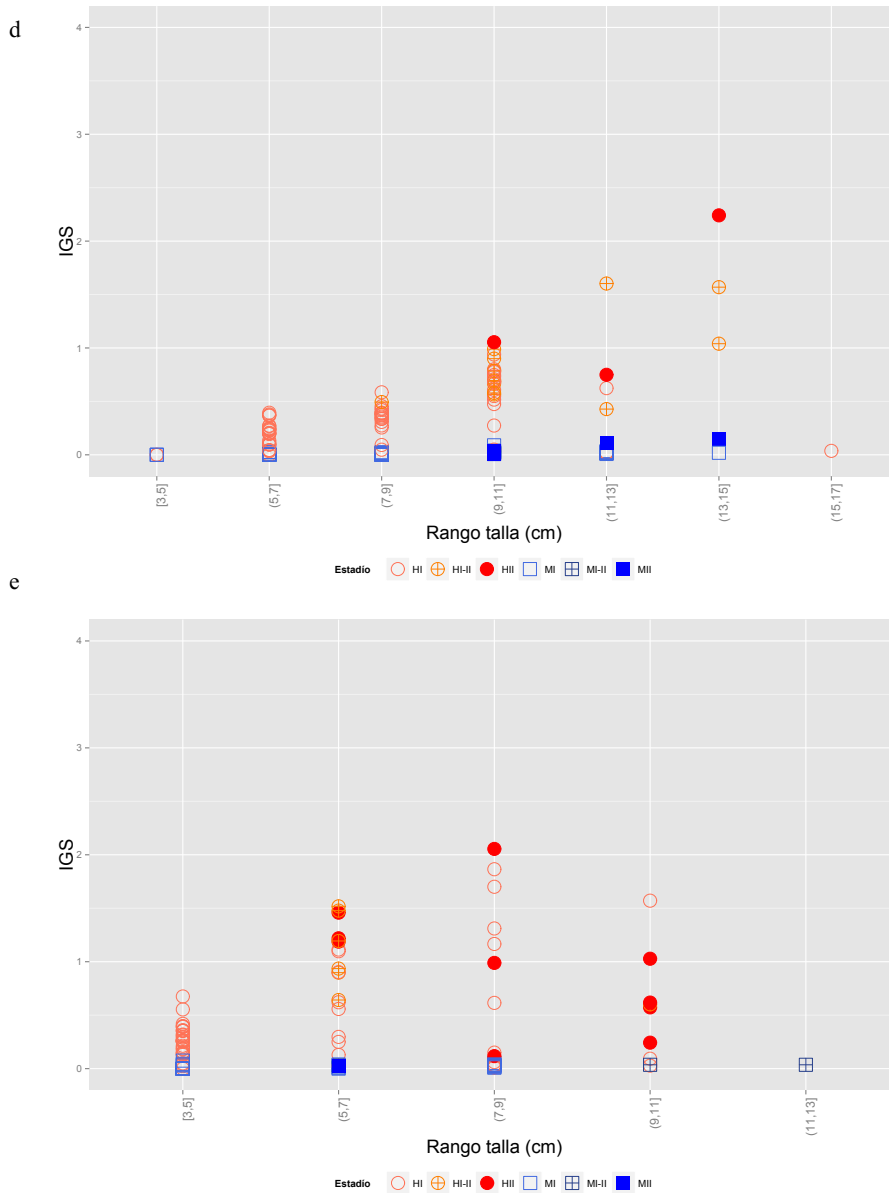 d
4
3
2
1
0
IGS
[3,5]
(5,7]
(7,9]
(9,11]
(11,13]
(13,15]
(15,17]
Rango talla (cm)
Estadío HI HI-II HII MI MI-II MII
e
4
3
2
1
0
IGS
[3,5]
(5,7]
(7,9]
(9,11]
(11,13]
Rango talla (cm)
Estadío HI HI-II HII MI MI-II MII